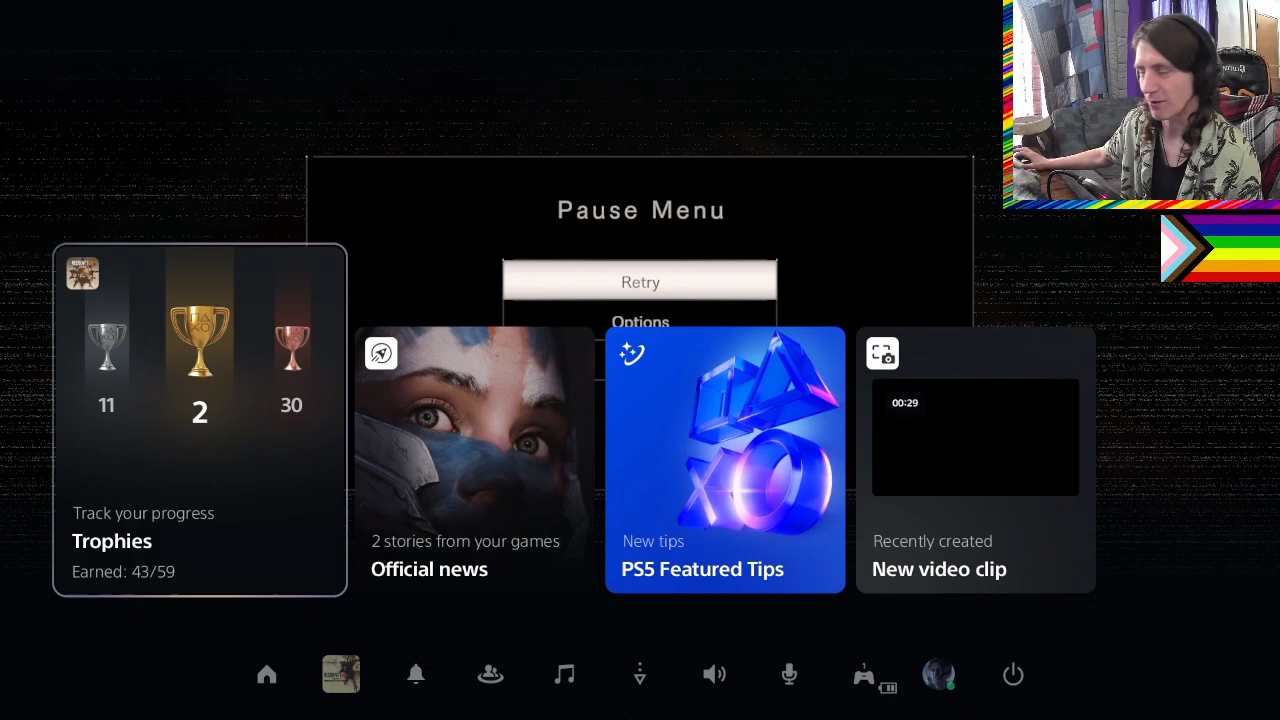 Pause Menu
Retry
Options
11
2
30
Track your progress
Trophies
Earned: 43/59
2 stories from your games
Official news
New tips
PS5 Featured Tips
00:29
Recently created
New video clip
1